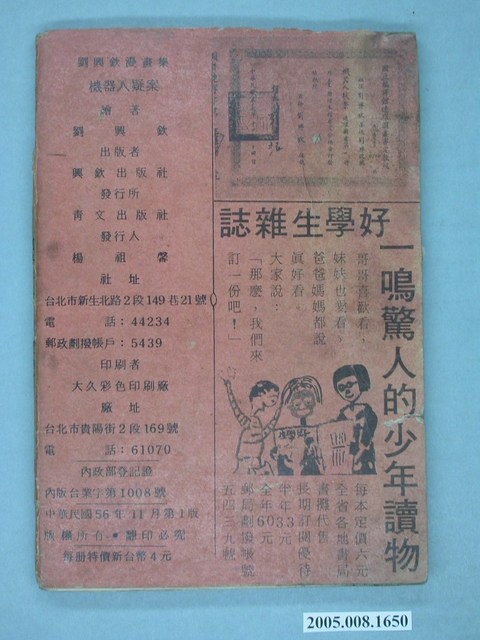 劉興欽漫畫集
機器人疑案
繪著
劉興欽
出版者
興欽出版社
發行所
青文出版社
發行人
楊祖馨
社址
台北市新生北路2段149巷21號
電話：44234
郵政劃撥帳戶：5439
印刷者
大久彩色印刷廠
廠址
台北市貴陽街2段169號
電話：61070
內政部登記證
內版台業字第1008號
中華民國56年11月第1版
版權所有・翻印必究
每冊特價新台幣4元
好學生雜誌
一鳴驚人的少年讀物
哥哥喜歡看，
妹妹也對看，
爸爸媽媽都說
眞好看。
大家說：
「那麼，我們來
訂一份吧！」
好學生
每本定價六元
全省各地書局
書攤代售
長期訂閱優待
半年33元
全年60元
郵局劃撥帳號
五四三九號
2005.008.1650